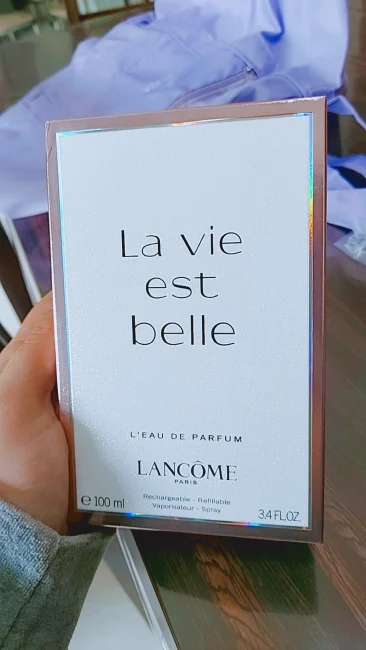 La vie
est
belle
L'EAU DE PARFUM
LANCÔME
PARIS
Rechargeable - Refillable
Vaporisateur - Spray
℮ 100 ml
3.4 FL.OZ.